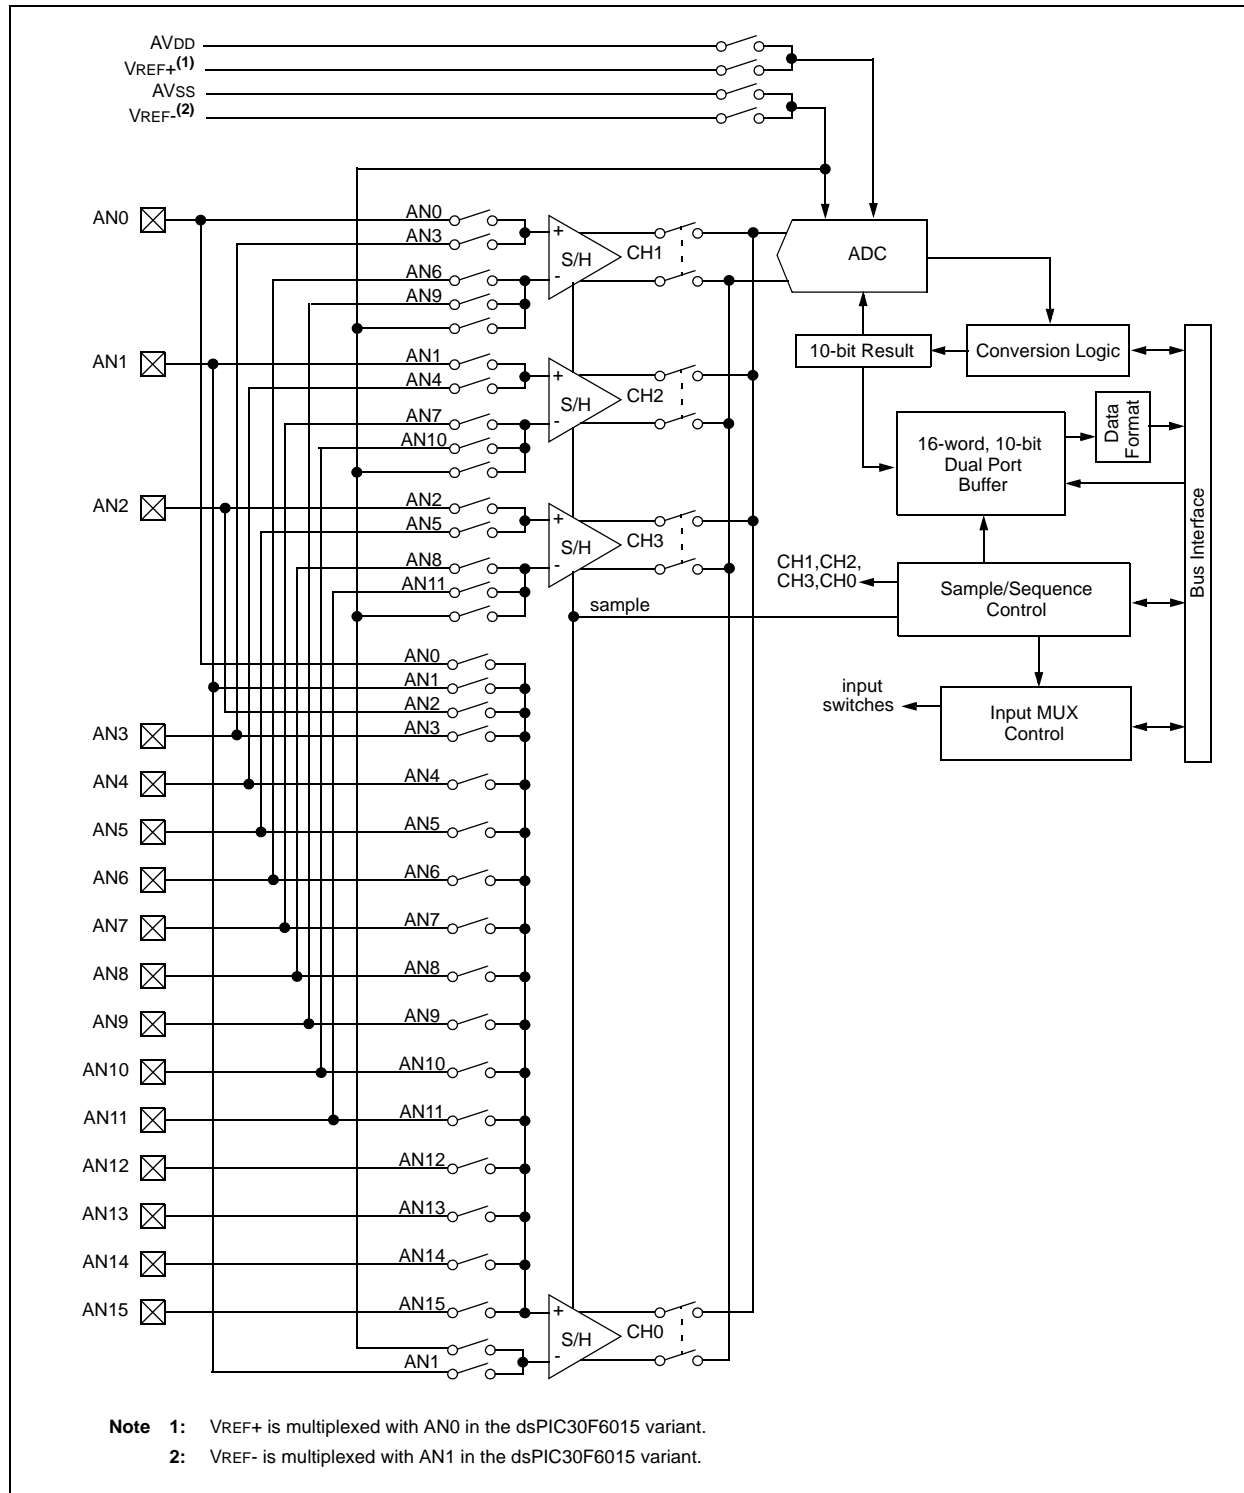 AVDD
VREF+(1)
AVSS
VREF-(2)
AN0
AN0
AN3
AN6
AN9
+
-
S/H
CH1
ADC
10-bit Result
Conversion Logic
AN1
AN1
AN4
AN7
AN10
+
-
S/H
CH2
16-word, 10-bit
Dual Port
Buffer
Data
Format
Bus Interface
AN2
AN2
AN5
AN8
AN11
+
-
S/H
CH3
CH1,CH2,
CH3,CH0
Sample/Sequence
Control
sample
input
switches
Input MUX
Control
AN0
AN1
AN2
AN3
AN3
AN4
AN4
AN5
AN5
AN6
AN6
AN7
AN7
AN8
AN8
AN9
AN9
AN10
AN10
AN11
AN11
AN12
AN12
AN13
AN13
AN14
AN14
AN15
AN15
+
-
S/H
CH0
AN1
Note 1: VREF+ is multiplexed with AN0 in the dsPIC30F6015 variant.
2: VREF- is multiplexed with AN1 in the dsPIC30F6015 variant.